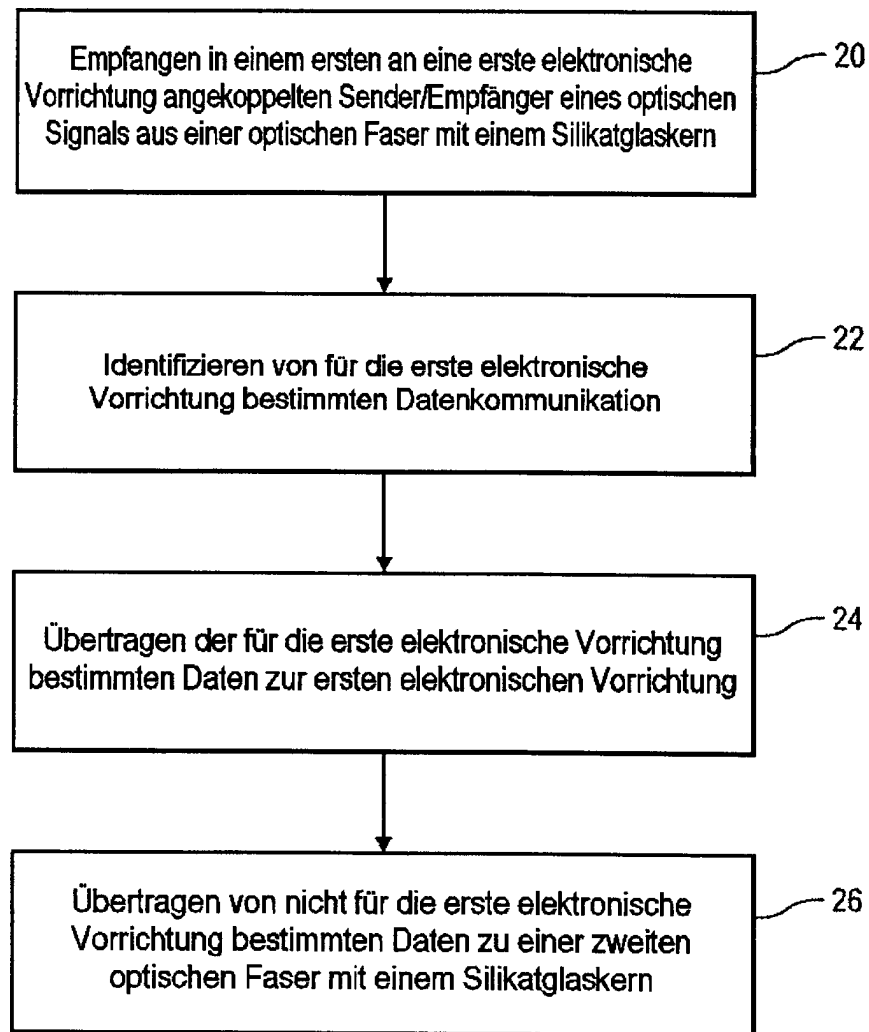 Empfangen in einem ersten an eine erste elektronische
Vorrichtung angekoppelten Sender/Empfänger eines optischen
Signals aus einer optischen Faser mit einem Silikatglaskern
20
Identifizieren von für die erste elektronische
Vorrichtung bestimmten Datenkommunikation
22
Übertragen der für die erste elektronische Vorrichtung
bestimmten Daten zur ersten elektronischen Vorrichtung
24
Übertragen von nicht für die erste elektronische
Vorrichtung bestimmten Daten zu einer zweiten
optischen Faser mit einem Silikatglaskern
26